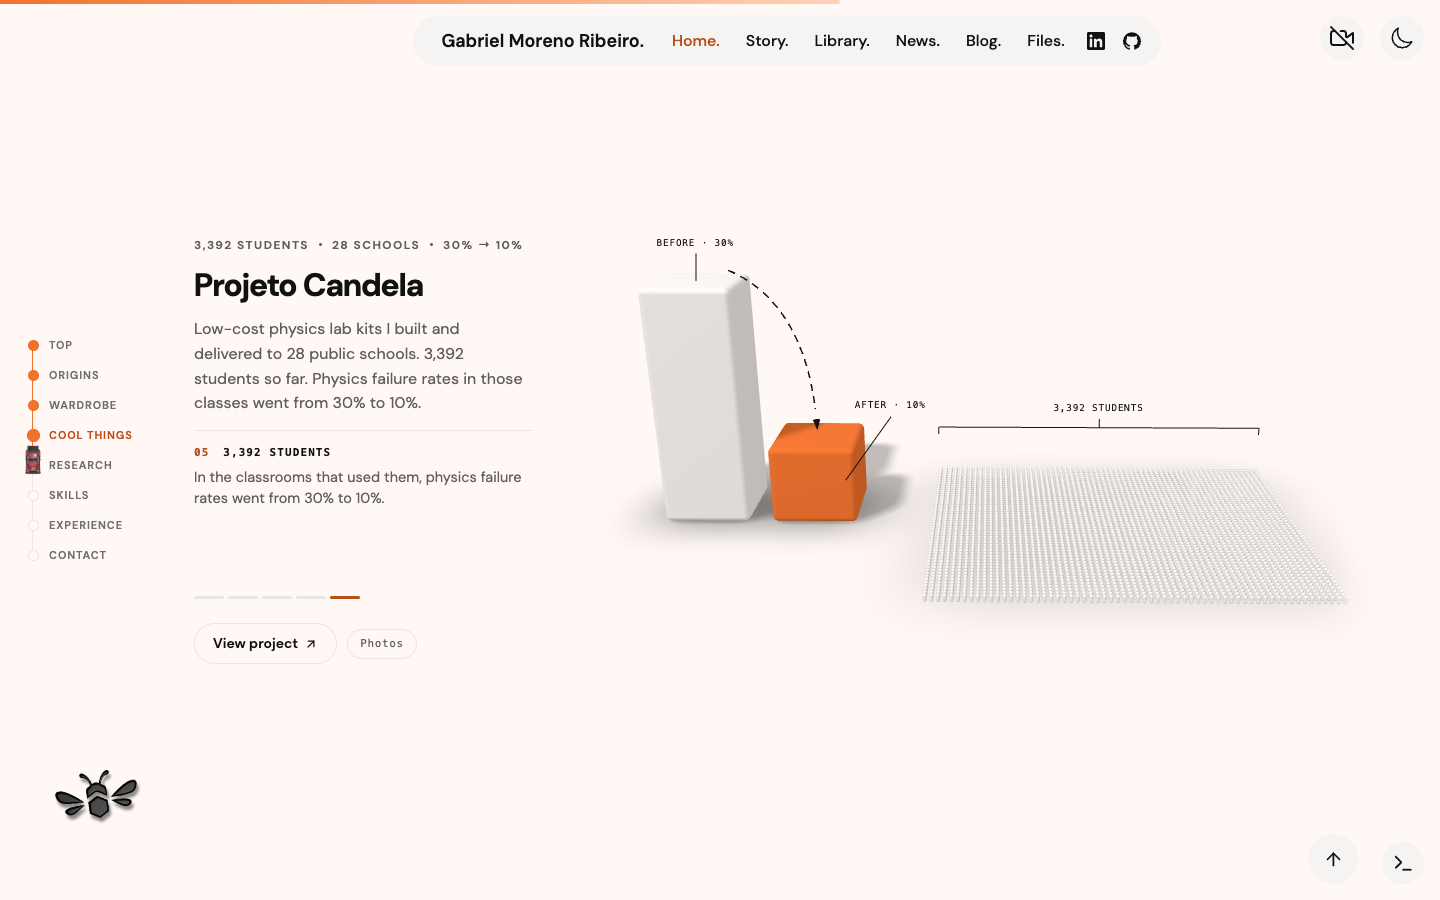 Gabriel Moreno Ribeiro.
Home.
Story.
Library.
News.
Blog.
Files.
TOP
ORIGINS
WARDROBE
COOL THINGS
RESEARCH
SKILLS
EXPERIENCE
CONTACT
3,392 STUDENTS • 28 SCHOOLS • 30% → 10%
Projeto Candela
Low-cost physics lab kits I built and
delivered to 28 public schools. 3,392
students so far. Physics failure rates in those
classes went from 30% to 10%.
05 3,392 STUDENTS
In the classrooms that used them, physics failure
rates went from 30% to 10%.
View project ↗
Photos
BEFORE · 30%
AFTER · 10%
3,392 STUDENTS